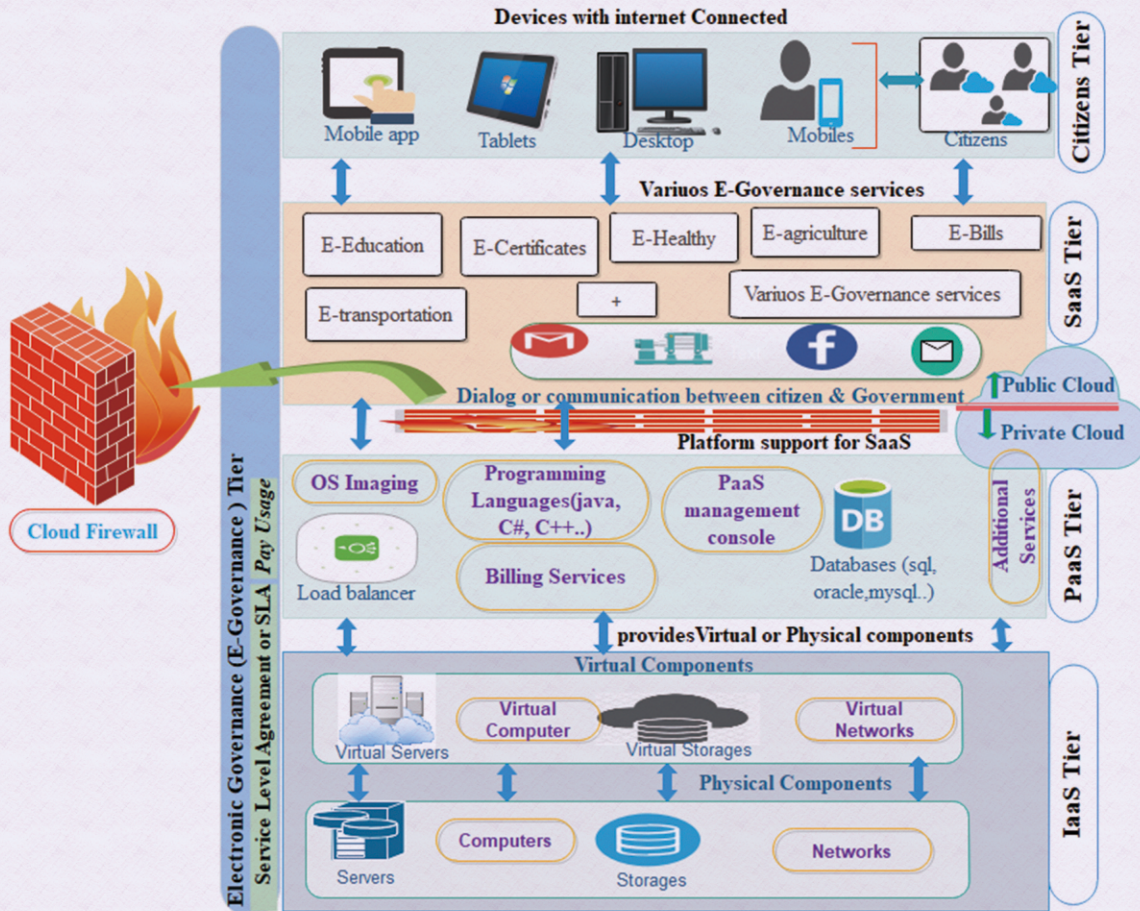 Devices with internet Connected
Mobile app
Tablets
Desktop
Mobiles
Citizens
Citizens Tier
Variuos E-Governance services
E-Education
E-Certificates
E-Healthy
E-agriculture
E-Bills
E-transportation
+
Variuos E-Governance services
f
Dialog or communication between citizen & Government
SaaS Tier
Public Cloud
Private Cloud
Cloud Firewall
Platform support for SaaS
OS Imaging
Programming
Languages(java,
C#, C++..)
PaaS
management
console
DB
Additional
Services
Load balancer
Billing Services
Databases (sql,
oracle,mysql..)
PaaS Tier
providesVirtual or Physical components
Virtual Components
Virtual Servers
Virtual
Computer
Virtual Storages
Virtual
Networks
Physical Components
Servers
Computers
Storages
Networks
IaaS Tier
Electronic Governance (E-Governance ) Tier
Service Level Agreement or SLA
Pay Usage